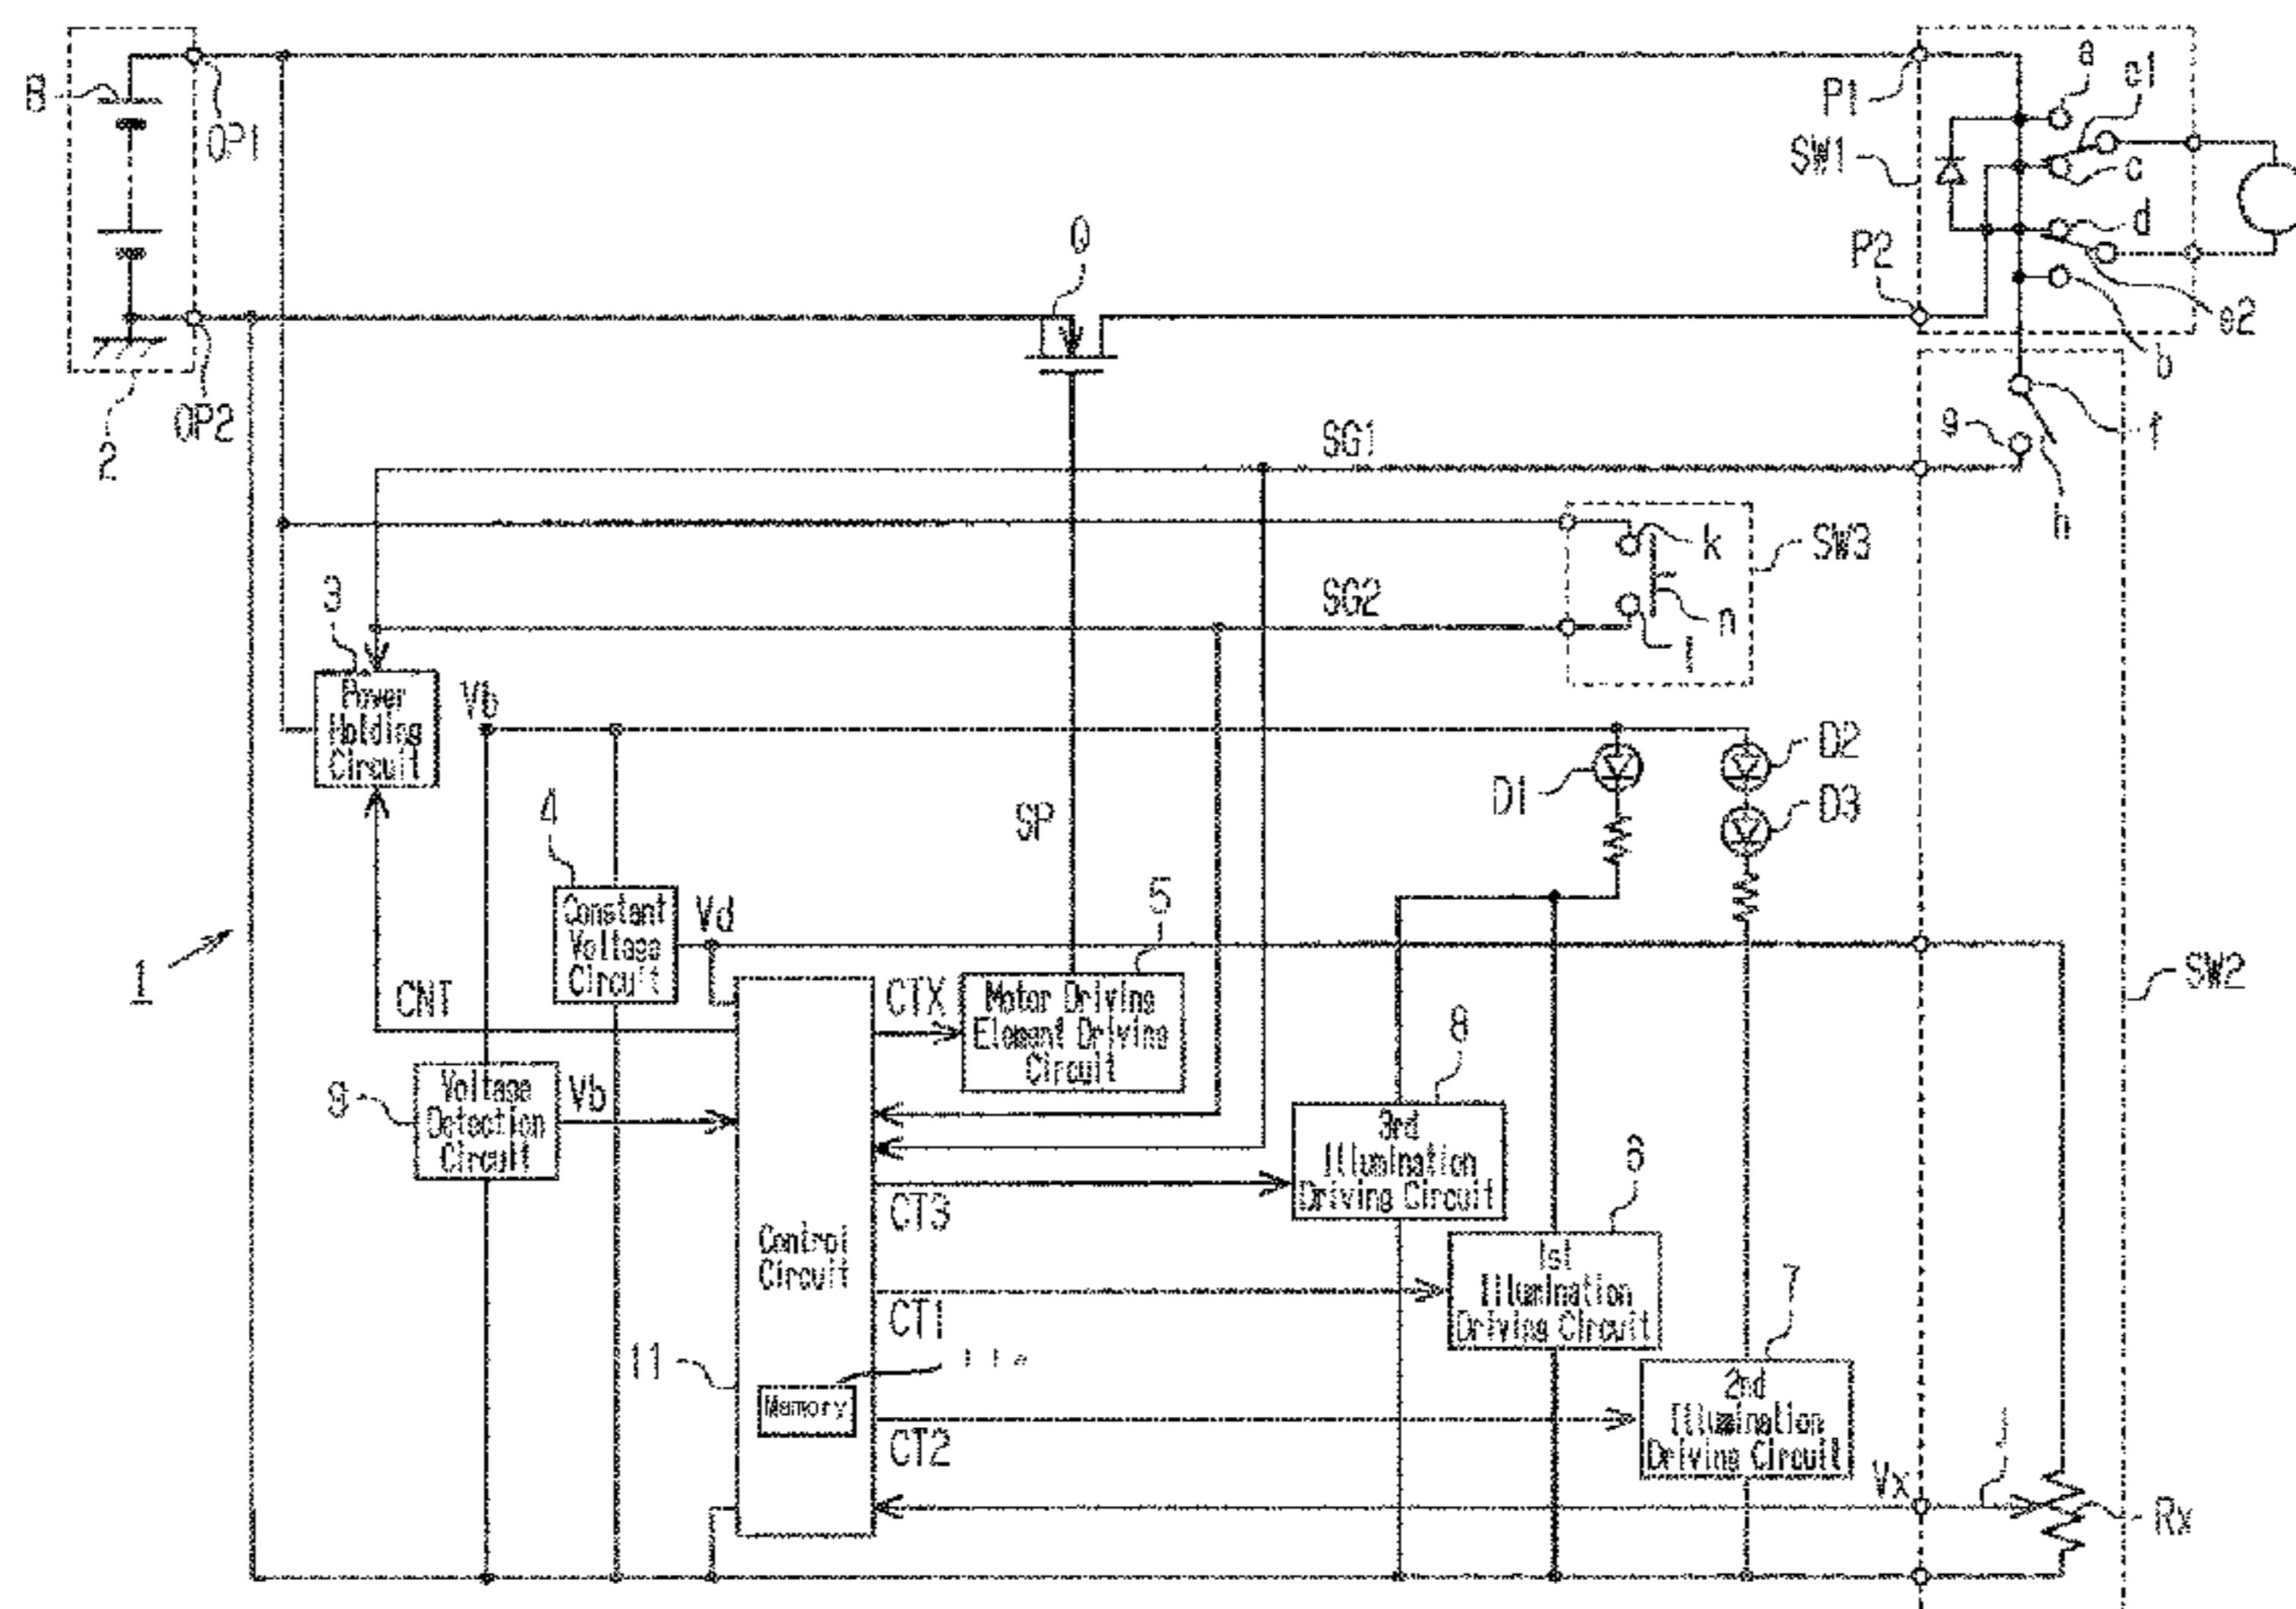 B
OP1
P1
a
e1
SW1
c
d
Q
P2
e2
b
2
OP2
SG1
g
f
h
k
SW3
SG2
n
l
3
Power
Holding
Circuit
Vb
D2
D1
D3
SP
4
Constant
Voltage
Circuit
Vd
5
1
CNT
CTX
Motor Driving
Element Driving
Circuit
SW2
8
9
Voltage
Detection
Circuit
Vb
3rd
Illumination
Driving Circuit
6
CT3
Control
Circuit
1st
Illumination
Driving Circuit
7
CT1
11
11a
Memory
2nd
Illumination
Driving Circuit
CT2
Vx
j
Rx